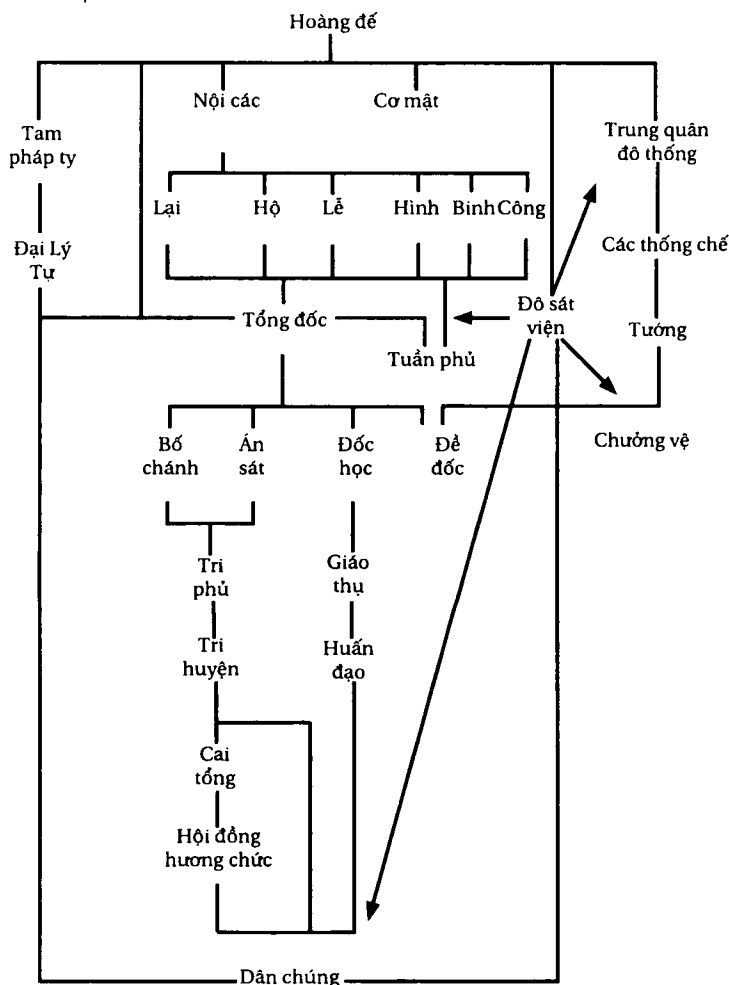 Hoàng đế
Nội các
Cơ mật
Tam
pháp ty
Trung quân
đô thống
Lại
Hộ
Lễ
Hình
Binh
Công
Đại Lý
Tự
Các thống chế
Tổng đốc
Đô sát
viện
Tướng
Tuần phủ
Bố
chánh
Án
sát
Đốc
học
Đề
đốc
Chưởng vệ
Tri
phủ
Giáo
thụ
Tri
huyện
Huấn
đạo
Cai
tổng
Hội đồng
hương chức
Dân chúng